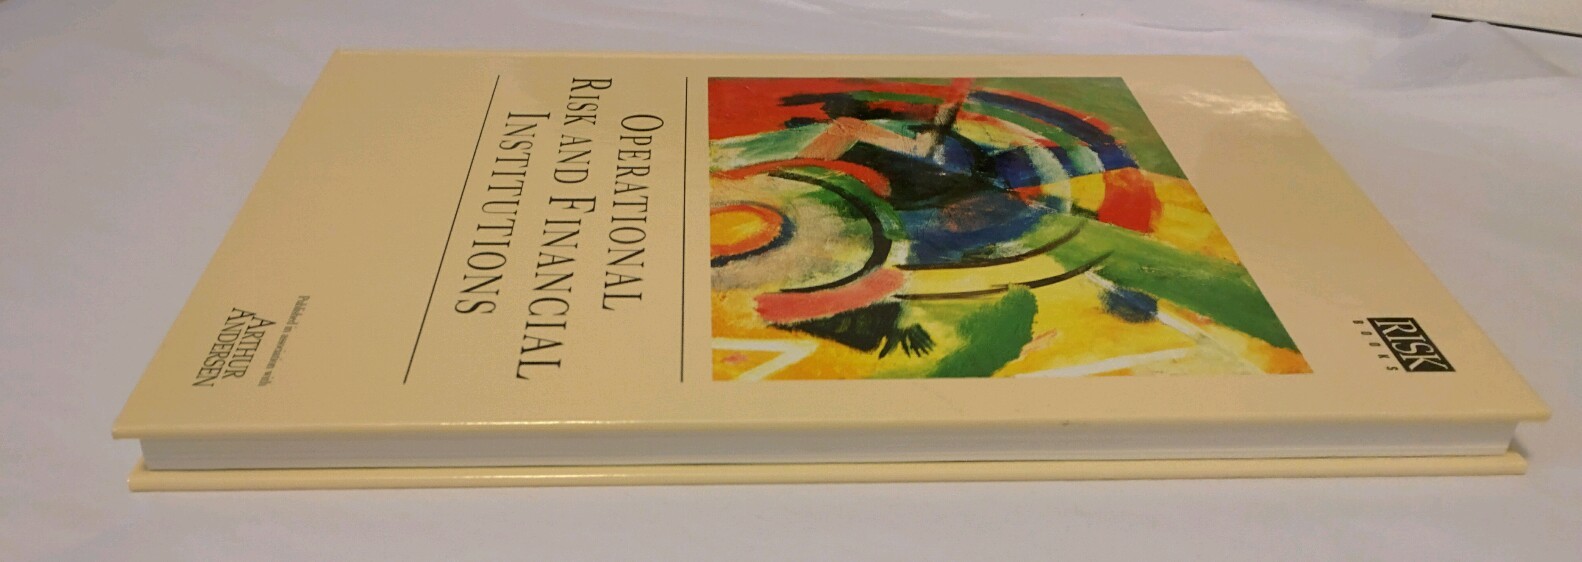 RISK
BOOKS
OPERATIONAL
RISK AND FINANCIAL
INSTITUTIONS
Published in association with
ARTHUR
ANDERSEN